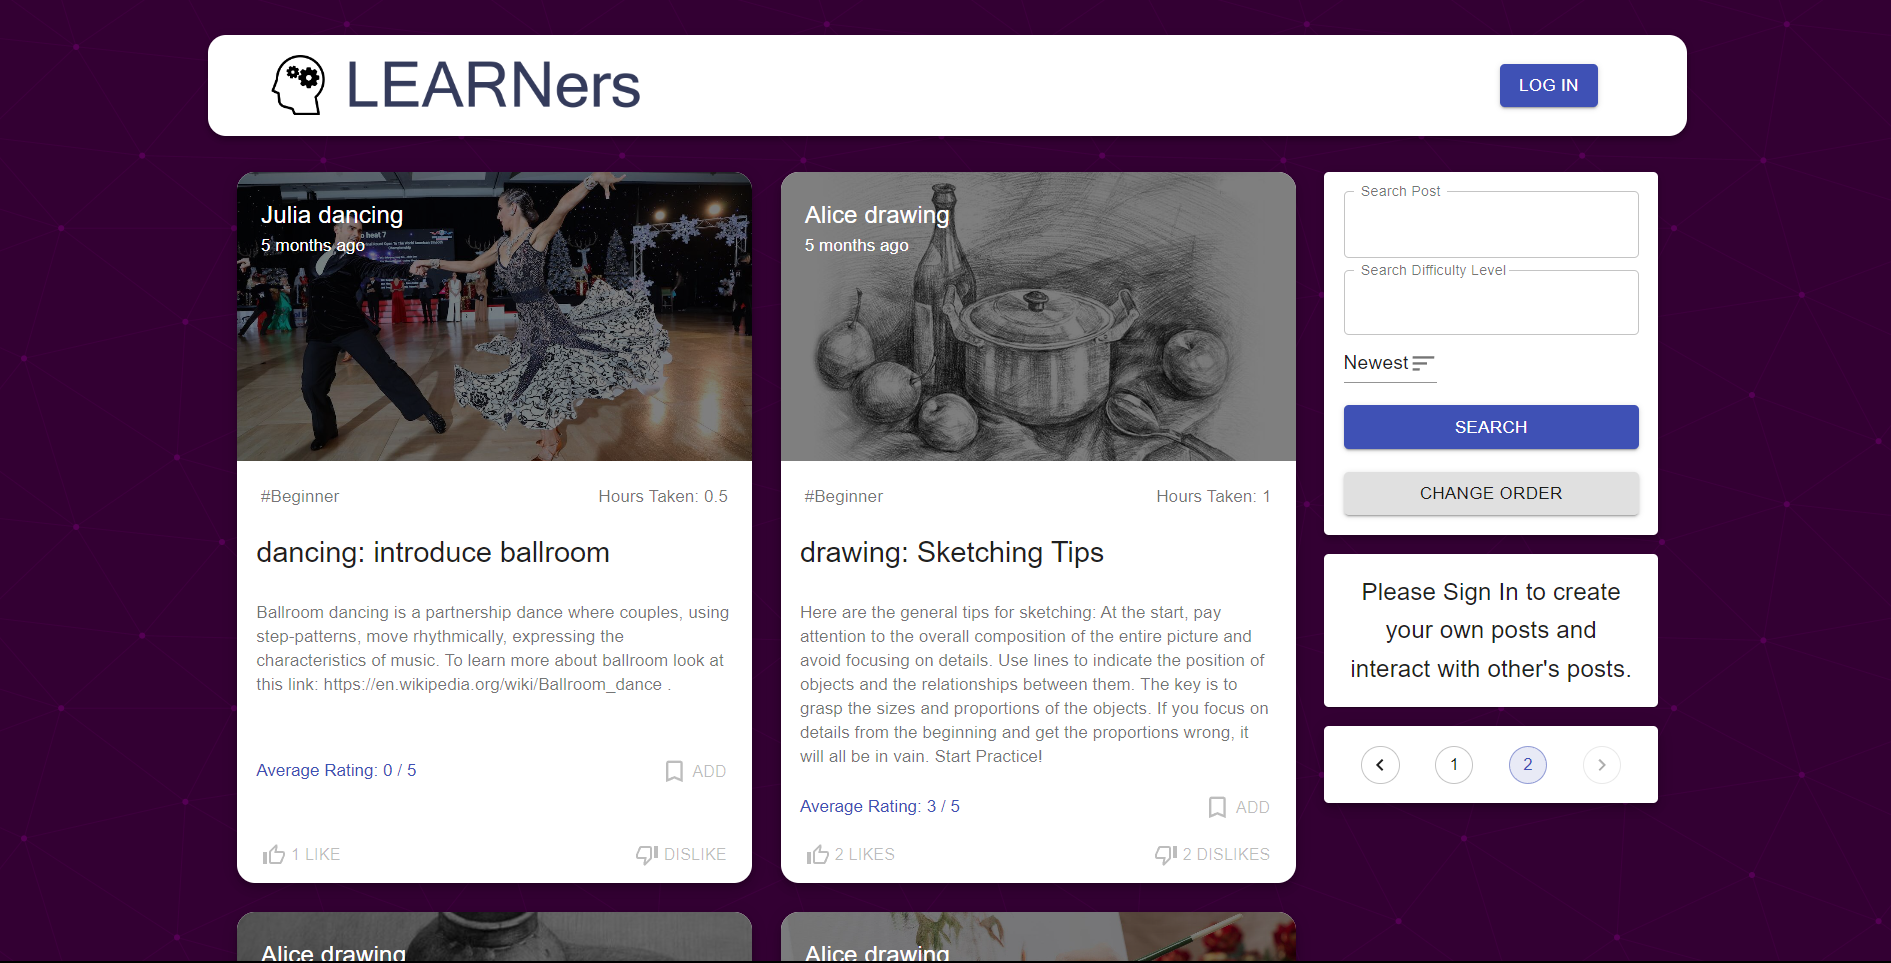 LEARNers
LOG IN
Julia dancing
5 months ago
#Beginner
Hours Taken: 0.5
dancing: introduce ballroom
Ballroom dancing is a partnership dance where couples, using
step-patterns, move rhythmically, expressing the
characteristics of music. To learn more about ballroom look at
this link: https://en.wikipedia.org/wiki/Ballroom_dance .
Average Rating: 0 / 5
ADD
1 LIKE
DISLIKE
Alice drawing
5 months ago
#Beginner
Hours Taken: 1
drawing: Sketching Tips
Here are the general tips for sketching: At the start, pay
attention to the overall composition of the entire picture and
avoid focusing on details. Use lines to indicate the position of
objects and the relationships between them. The key is to
grasp the sizes and proportions of the objects. If you focus on
details from the beginning and get the proportions wrong, it
will all be in vain. Start Practice!
Average Rating: 3 / 5
ADD
2 LIKES
2 DISLIKES
Alice drawing
Alice drawing
Search Post
Search Difficulty Level
Newest
SEARCH
CHANGE ORDER
Please Sign In to create
your own posts and
interact with other's posts.
1
2